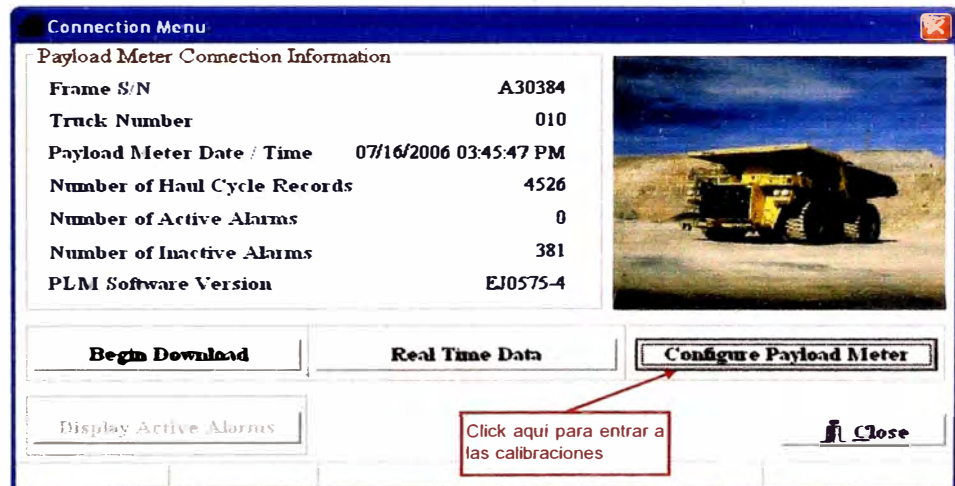 Connection Menu
Payload Meter Connection Information
Frame S/N A30384
Truck Number 010
Payload Meter Date / Time 07/16/2006 03:45:47 PM
Number of Haul Cycle Records 4526
Number of Active Alarms 0
Number of Inactive Alarms 381
PLM Software Version EJ0575-4
Begin Download Real Time Data Configure Payload Meter
Display Active Alarms Click aquí para entrar a las calibraciones Close